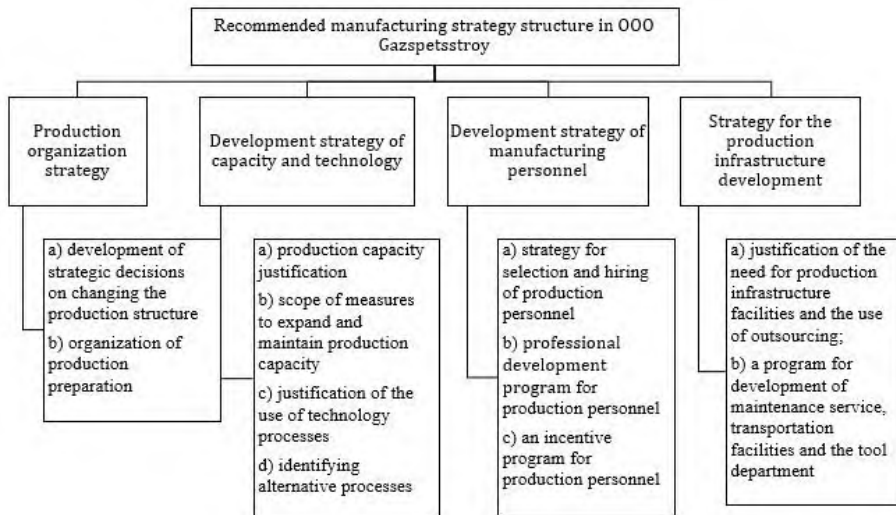 Recommended manufacturing strategy structure in OOO
Gazspetsstroy
Production
organization
strategy
Development strategy of
capacity and technology
Development strategy of
manufacturing
personnel
Strategy for the
production
infrastructure
development
a) development of
strategic decisions
on changing the
production structure
b) organization of
production
preparation
a) production capacity
justification
b) scope of measures
to expand and
maintain production
capacity
c) justification of the
use of technology
processes
d) identifying
alternative processes
a) strategy for
selection and hiring
of production
personnel
b) professional
development
program for
production personnel
c) an incentive
program for
production personnel
a) justification of the
need for production
infrastructure
facilities and the use
of outsourcing;
b) a program for
development of
maintenance service,
transportation
facilities and the tool
department